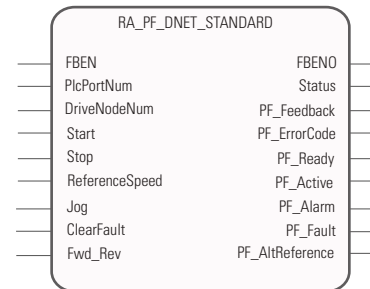 RA_PF_DNET_STANDARD
FBEN FBENO
PlcPortNum Status
DriveNodeNum PF_Feedback
Start PF_ErrorCode
Stop PF_Ready
ReferenceSpeed PF_Active
Jog PF_Alarm
ClearFault PF_Fault
Fwd_Rev PF_AltReference